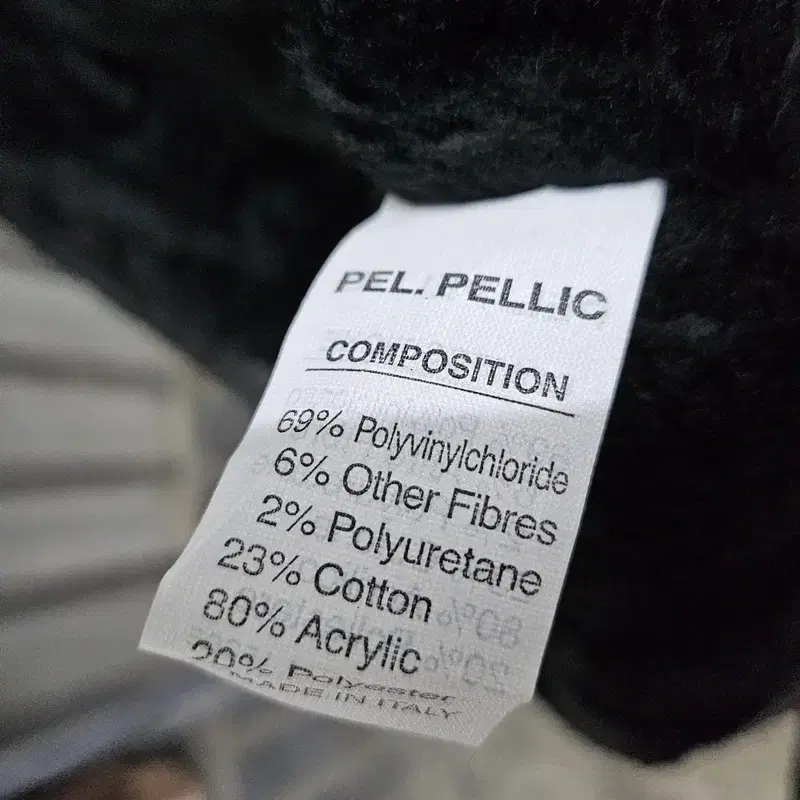 PEL. PELLIC
COMPOSITION
69% Polyvinylchloride
6% Other Fibres
2% Polyuretane
23% Cotton
80% Acrylic
20% Polyester
MADE IN ITALY